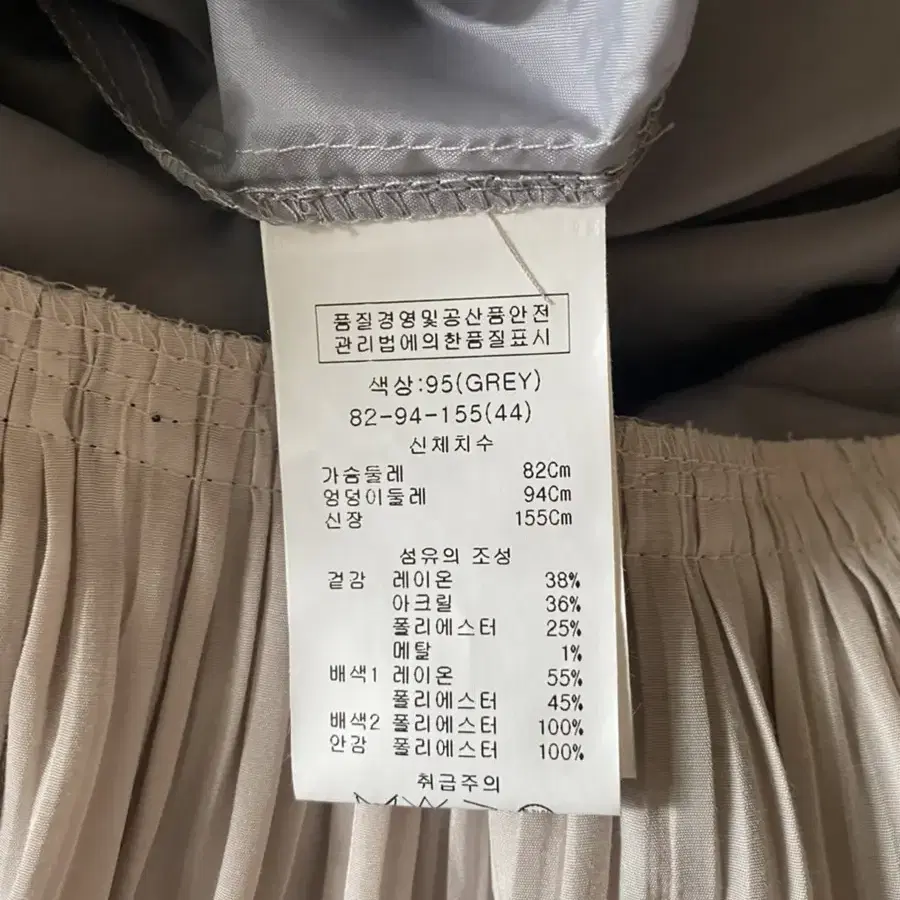 품질경영및공산품안전
관리법에의한품질표시
색상:95(GREY)
82-94-155(44)
신체치수
가슴둘레 82Cm
엉덩이둘레 94Cm
신장 155Cm
섬유의 조성
겉감 레이온 38%
아크릴 36%
폴리에스터 25%
메탈 1%
배색1 레이온 55%
폴리에스터 45%
배색2 폴리에스터 100%
안감 폴리에스터 100%
취급주의